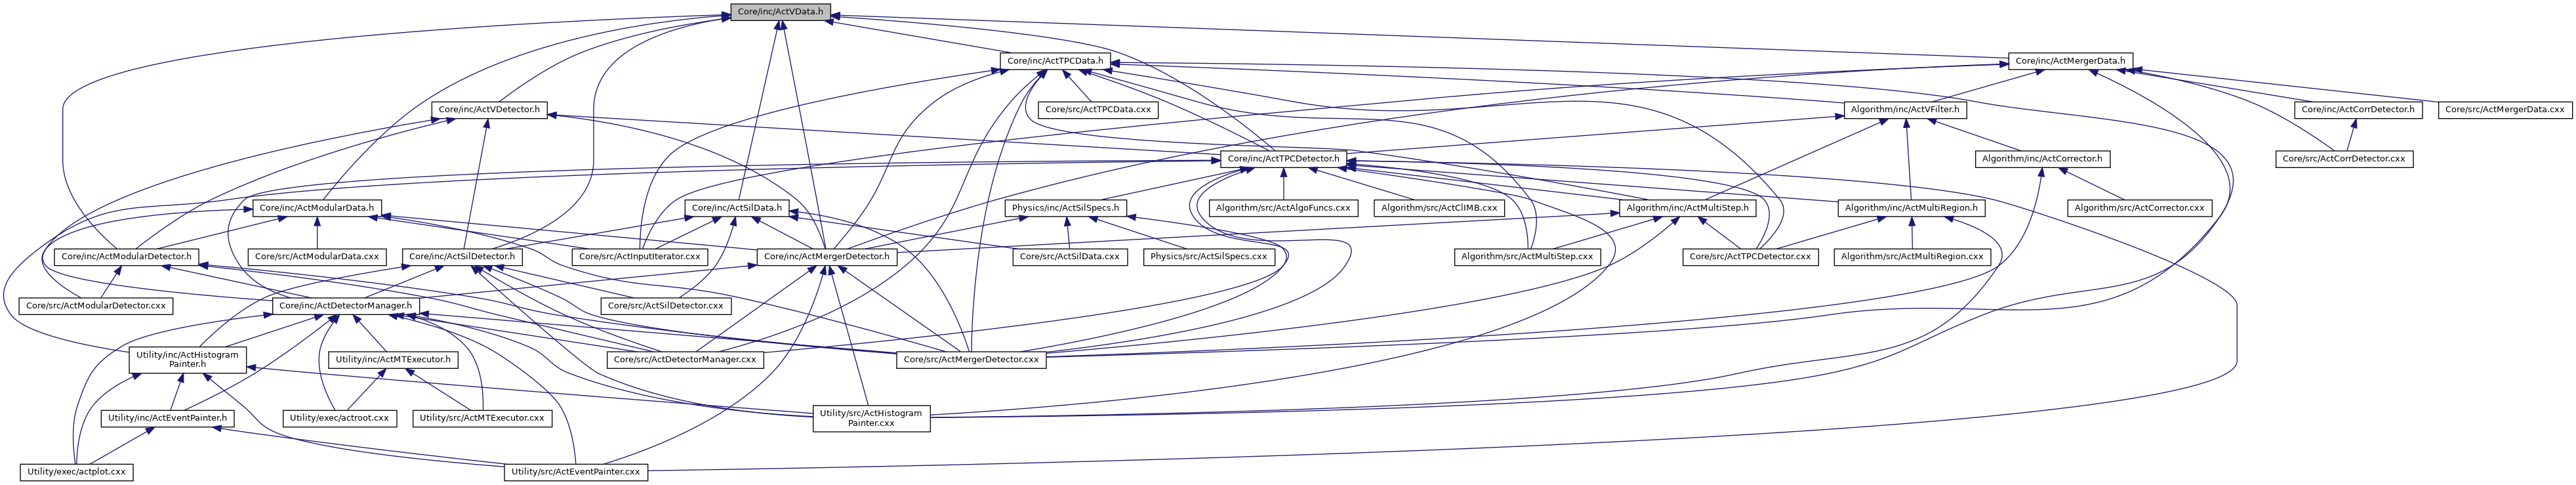 Core/inc/ActVData.h
Core/inc/ActTPCData.h
Core/inc/ActMergerData.h
Core/inc/ActVDetector.h
Core/src/ActTPCData.cxx
Algorithm/inc/ActVFilter.h
Core/inc/ActCorrDetector.h
Core/src/ActMergerData.cxx
Core/inc/ActTPCDetector.h
Algorithm/inc/ActCorrector.h
Core/src/ActCorrDetector.cxx
Core/inc/ActModularData.h
Core/inc/ActSilData.h
Physics/inc/ActSilSpecs.h
Algorithm/src/ActAlgoFuncs.cxx
Algorithm/src/ActClIMB.cxx
Algorithm/inc/ActMultiStep.h
Algorithm/inc/ActMultiRegion.h
Algorithm/src/ActCorrector.cxx
Core/inc/ActModularDetector.h
Core/src/ActModularData.cxx
Core/inc/ActSilDetector.h
Core/src/ActInputIterator.cxx
Core/inc/ActMergerDetector.h
Core/src/ActSilData.cxx
Physics/src/ActSilSpecs.cxx
Algorithm/src/ActMultiStep.cxx
Core/src/ActTPCDetector.cxx
Algorithm/src/ActMultiRegion.cxx
Core/src/ActModularDetector.cxx
Core/inc/ActDetectorManager.h
Core/src/ActSilDetector.cxx
Utility/inc/ActHistogram
Painter.h
Utility/inc/ActMTExecutor.h
Core/src/ActDetectorManager.cxx
Core/src/ActMergerDetector.cxx
Utility/inc/ActEventPainter.h
Utility/exec/actroot.cxx
Utility/src/ActMTExecutor.cxx
Utility/src/ActHistogram
Painter.cxx
Utility/exec/actplot.cxx
Utility/src/ActEventPainter.cxx